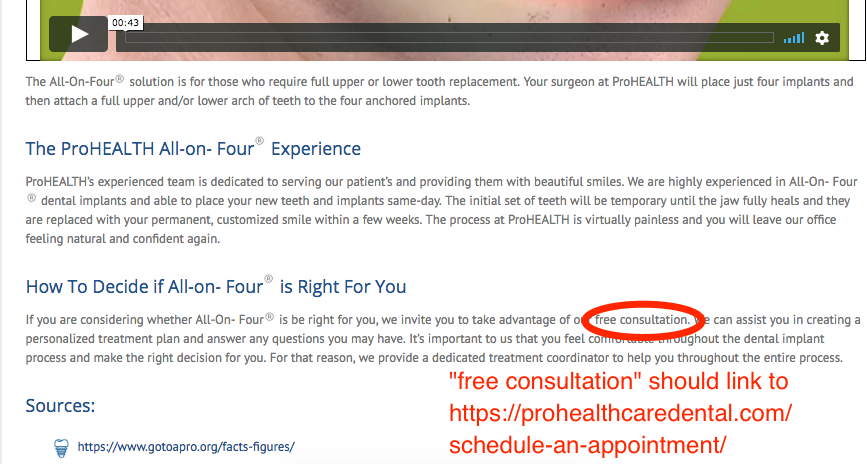 00:43
The All-On-Four® solution is for those who require full upper or lower tooth replacement. Your surgeon at ProHEALTH will place just four implants and
then attach a full upper and/or lower arch of teeth to the four anchored implants.
The ProHEALTH All-on- Four® Experience
ProHEALTH's experienced team is dedicated to serving our patient's and providing them with beautiful smiles. We are highly experienced in All-On- Four
® dental implants and able to place your new teeth and implants same-day. The initial set of teeth will be temporary until the jaw fully heals and they
are replaced with your permanent, customized smile within a few weeks. The process at ProHEALTH is virtually painless and you will leave our office
feeling natural and confident again.
How To Decide if All-on- Four® is Right For You
If you are considering whether All-On- Four® is be right for you, we invite you to take advantage of our free consultation. We can assist you in creating a
personalized treatment plan and answer any questions you may have. It's important to us that you feel comfortable throughout the dental implant
process and make the right decision for you. For that reason, we provide a dedicated treatment coordinator to help you throughout the entire process.
"free consultation" should link to
https://prohealthcaredental.com/
schedule-an-appointment/
Sources:
https://www.gotoapro.org/facts-figures/